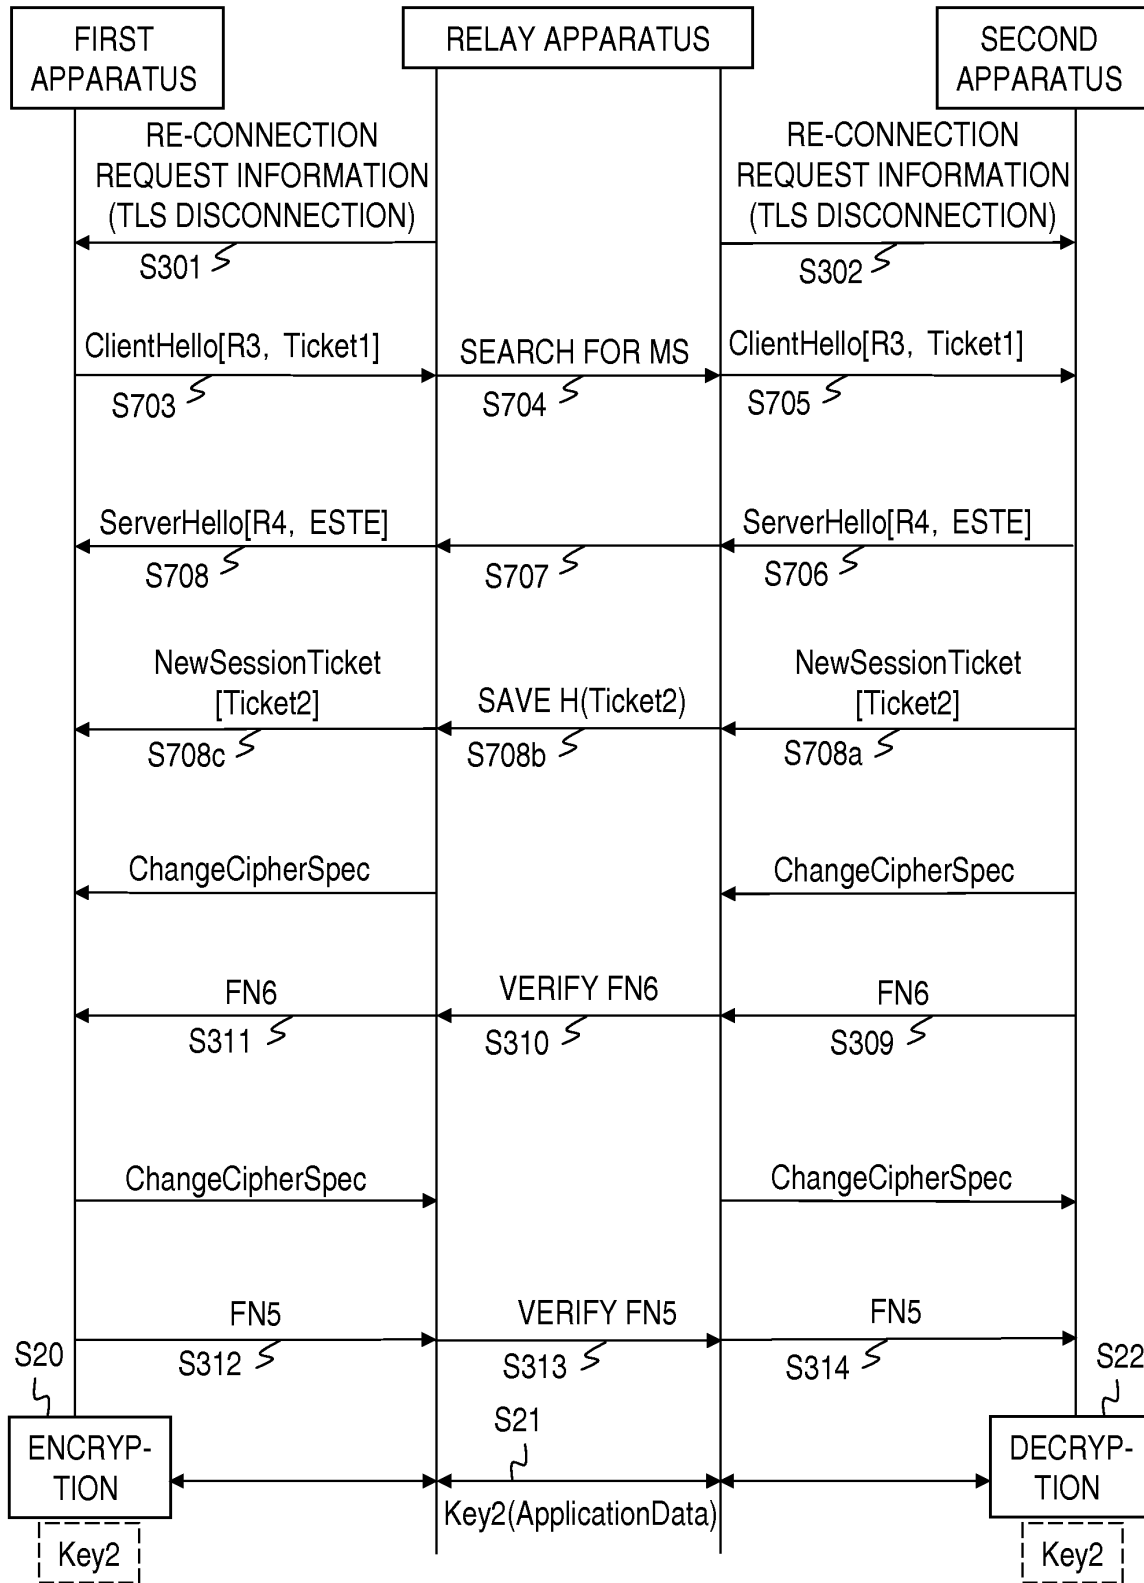 FIRST
APPARATUS
RELAY APPARATUS
SECOND
APPARATUS
RE-CONNECTION
REQUEST INFORMATION
(TLS DISCONNECTION)
S301
RE-CONNECTION
REQUEST INFORMATION
(TLS DISCONNECTION)
S302
ClientHello[R3, Ticket1]
S703
SEARCH FOR MS
S704
ClientHello[R3, Ticket1]
S705
ServerHello[R4, ESTE]
S708
S707
ServerHello[R4, ESTE]
S706
NewSessionTicket
[Ticket2]
S708c
SAVE H(Ticket2)
S708b
NewSessionTicket
[Ticket2]
S708a
ChangeCipherSpec
ChangeCipherSpec
FN6
S311
VERIFY FN6
S310
FN6
S309
ChangeCipherSpec
ChangeCipherSpec
FN5
S312
VERIFY FN5
S313
FN5
S314
S20
S21
S22
ENCRYP-
TION
Key2(ApplicationData)
DECRYP-
TION
Key2
Key2